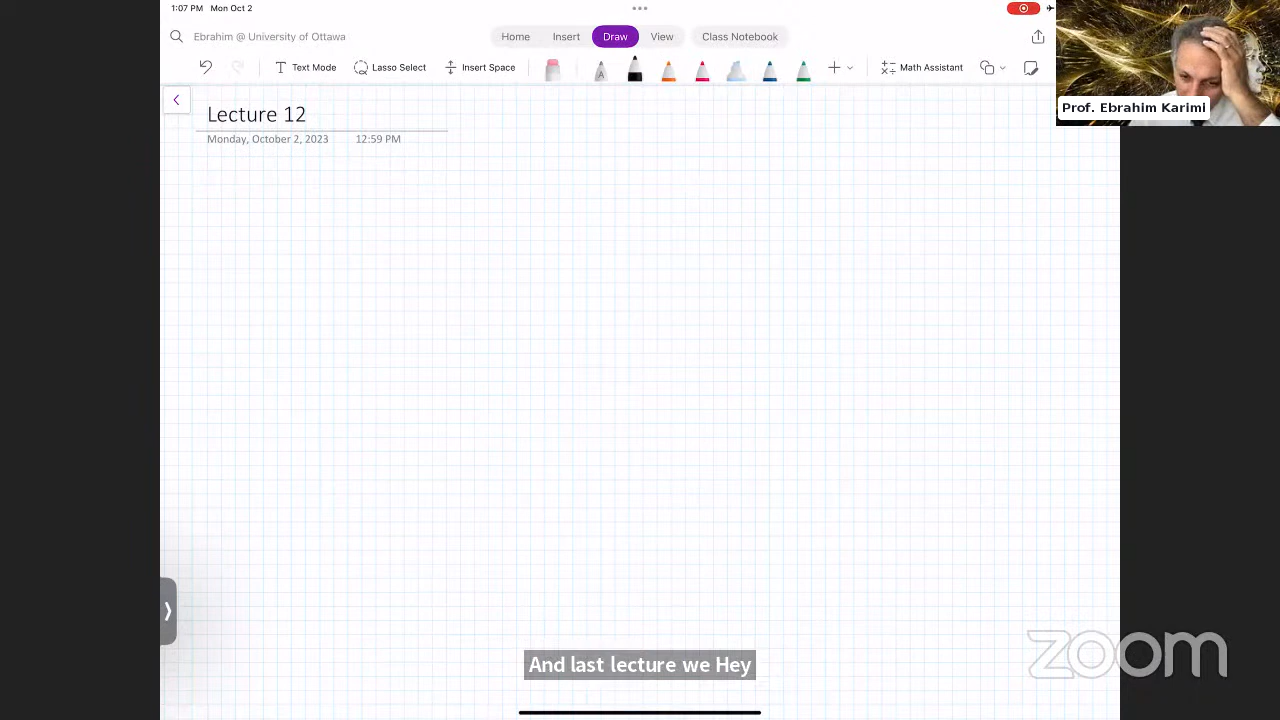 1:07 PM Mon Oct 2
Ebrahim @ University of Ottawa
Home Insert Draw View Class Notebook
Text Mode Lasso Select Insert Space A Math Assistant
Prof. Ebrahim Karimi
Lecture 12
Monday, October 2, 2023 12:59 PM
And last lecture we Hey
zoom